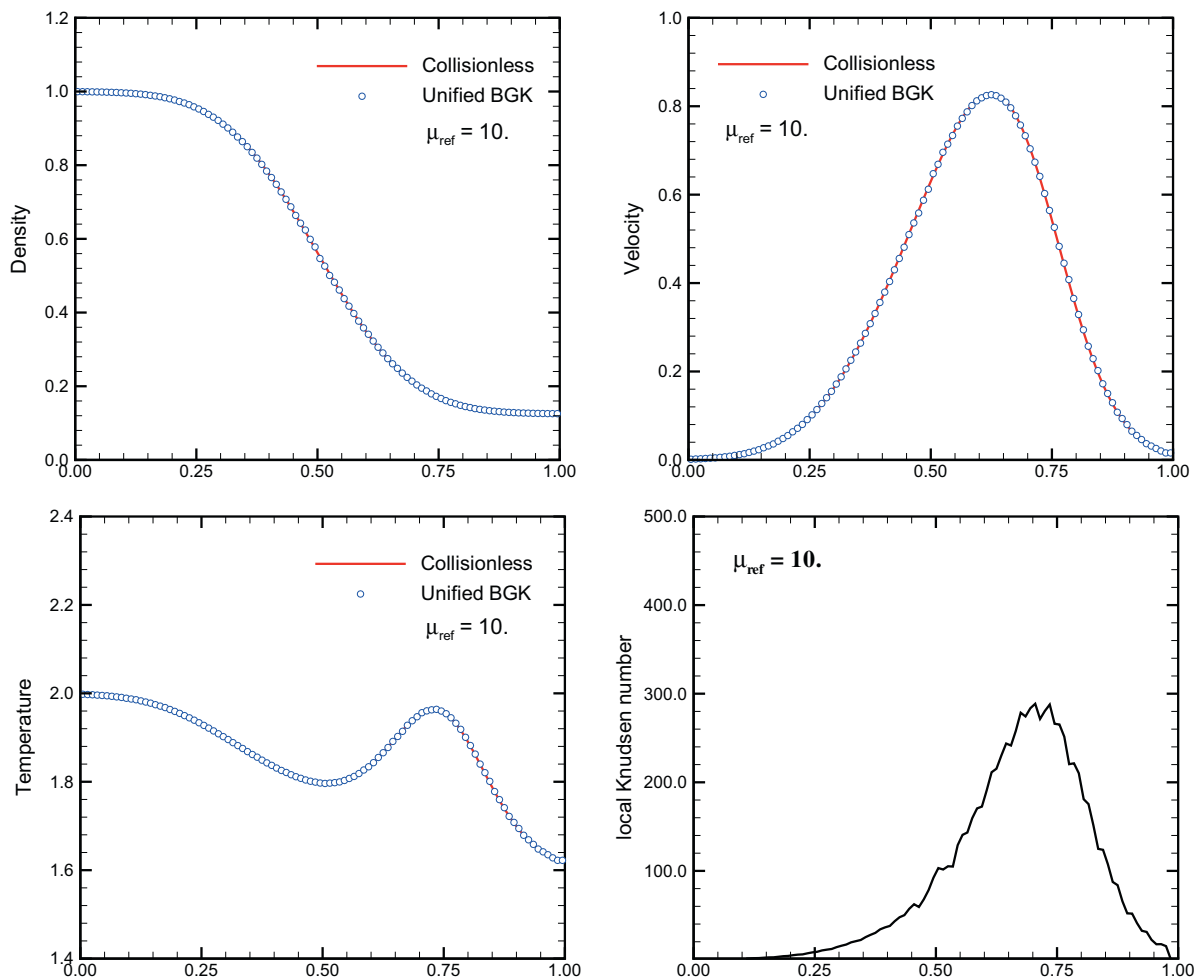 1.2
1.0
0.8
0.6
0.4
0.2
0.0
Density
Collisionless
Unified BGK
μref = 10.
0.00 0.25 0.50 0.75 1.00
1.0
0.8
0.6
0.4
0.2
0.0
Velocity
Collisionless
Unified BGK
μref = 10.
0.00 0.25 0.50 0.75 1.00
2.4
2.2
2.0
1.8
1.6
1.4
Temperature
Collisionless
Unified BGK
μref = 10.
0.00 0.25 0.50 0.75 1.00
500.0
400.0
300.0
200.0
100.0
local Knudsen number
μref = 10.
0.00 0.25 0.50 0.75 1.00